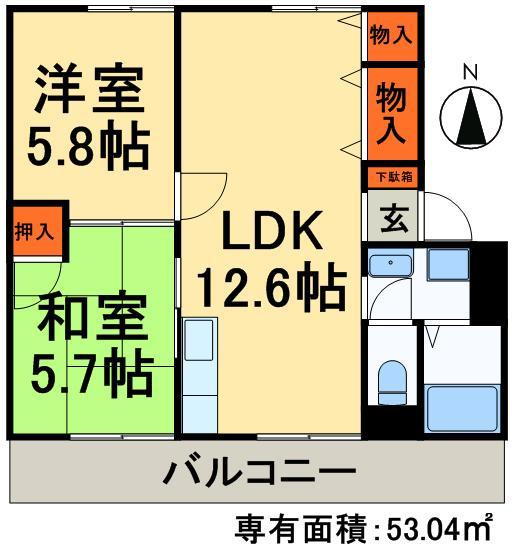 洋室
5.8帖
物入
物入
N
下駄箱
玄
押入
LDK
12.6帖
和室
5.7帖
バルコニー
専有面積：53.04㎡